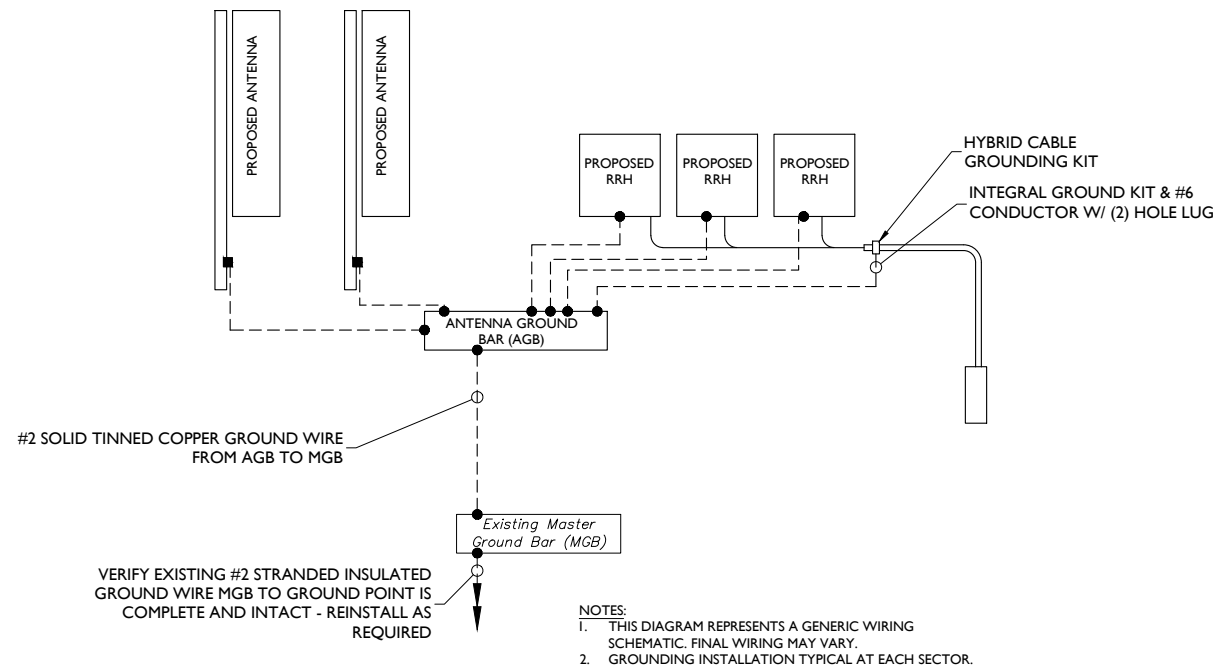 PROPOSED ANTENNA
PROPOSED ANTENNA
PROPOSED
RRH
PROPOSED
RRH
PROPOSED
RRH
HYBRID CABLE
GROUNDING KIT
INTEGRAL GROUND KIT & #6
CONDUCTOR W/ (2) HOLE LUG
ANTENNA GROUND
BAR (AGB)
#2 SOLID TINNED COPPER GROUND WIRE
FROM AGB TO MGB
Existing Master
Ground Bar (MGB)
VERIFY EXISTING #2 STRANDED INSULATED
GROUND WIRE MGB TO GROUND POINT IS
COMPLETE AND INTACT - REINSTALL AS
REQUIRED
NOTES:
1. THIS DIAGRAM REPRESENTS A GENERIC WIRING
SCHEMATIC. FINAL WIRING MAY VARY.
2. GROUNDING INSTALLATION TYPICAL AT EACH SECTOR.